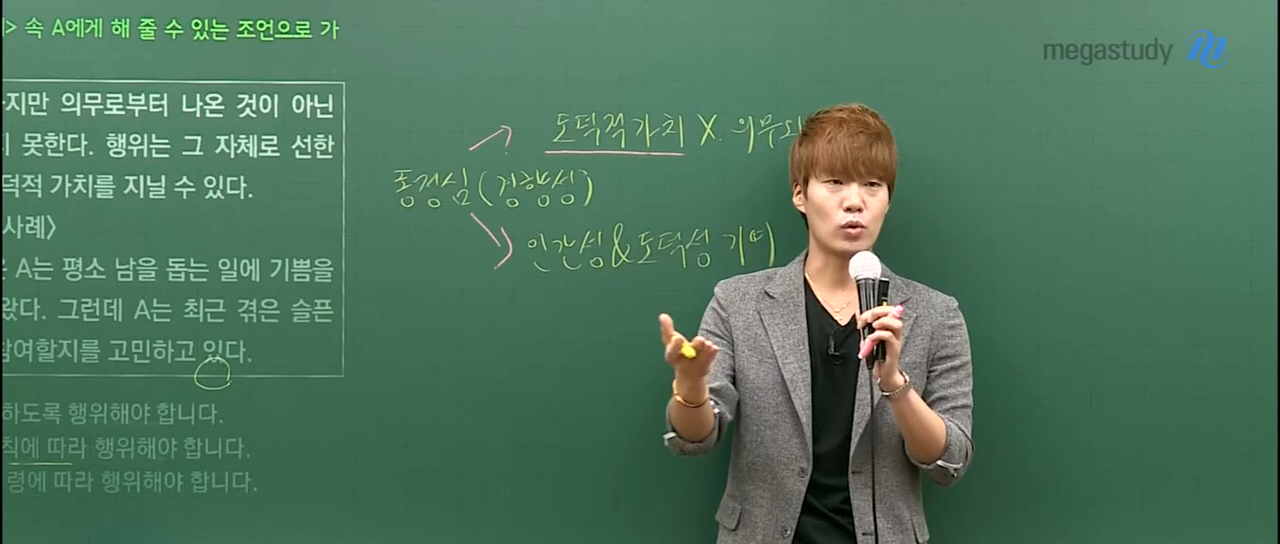 속 A에게 해 줄 수 있는 조언으로 가
megastudy
지만 의무로부터 나온 것이 아닌
못한다. 행위는 그 자체로 선한
덕적 가치를 지닐 수 있다.
사례>
A는 평소 남을 돕는 일에 기쁨을
왔다. 그런데 A는 최근 겪은 슬픈
참여할지를 고민하고 있다.
하도록 행위해야 합니다.
칙에 따라 행위해야 합니다.
령에 따라 행위해야 합니다.
도덕적가치 X. 의무와
동정심 (경향성)
인간성 & 도덕성 기여